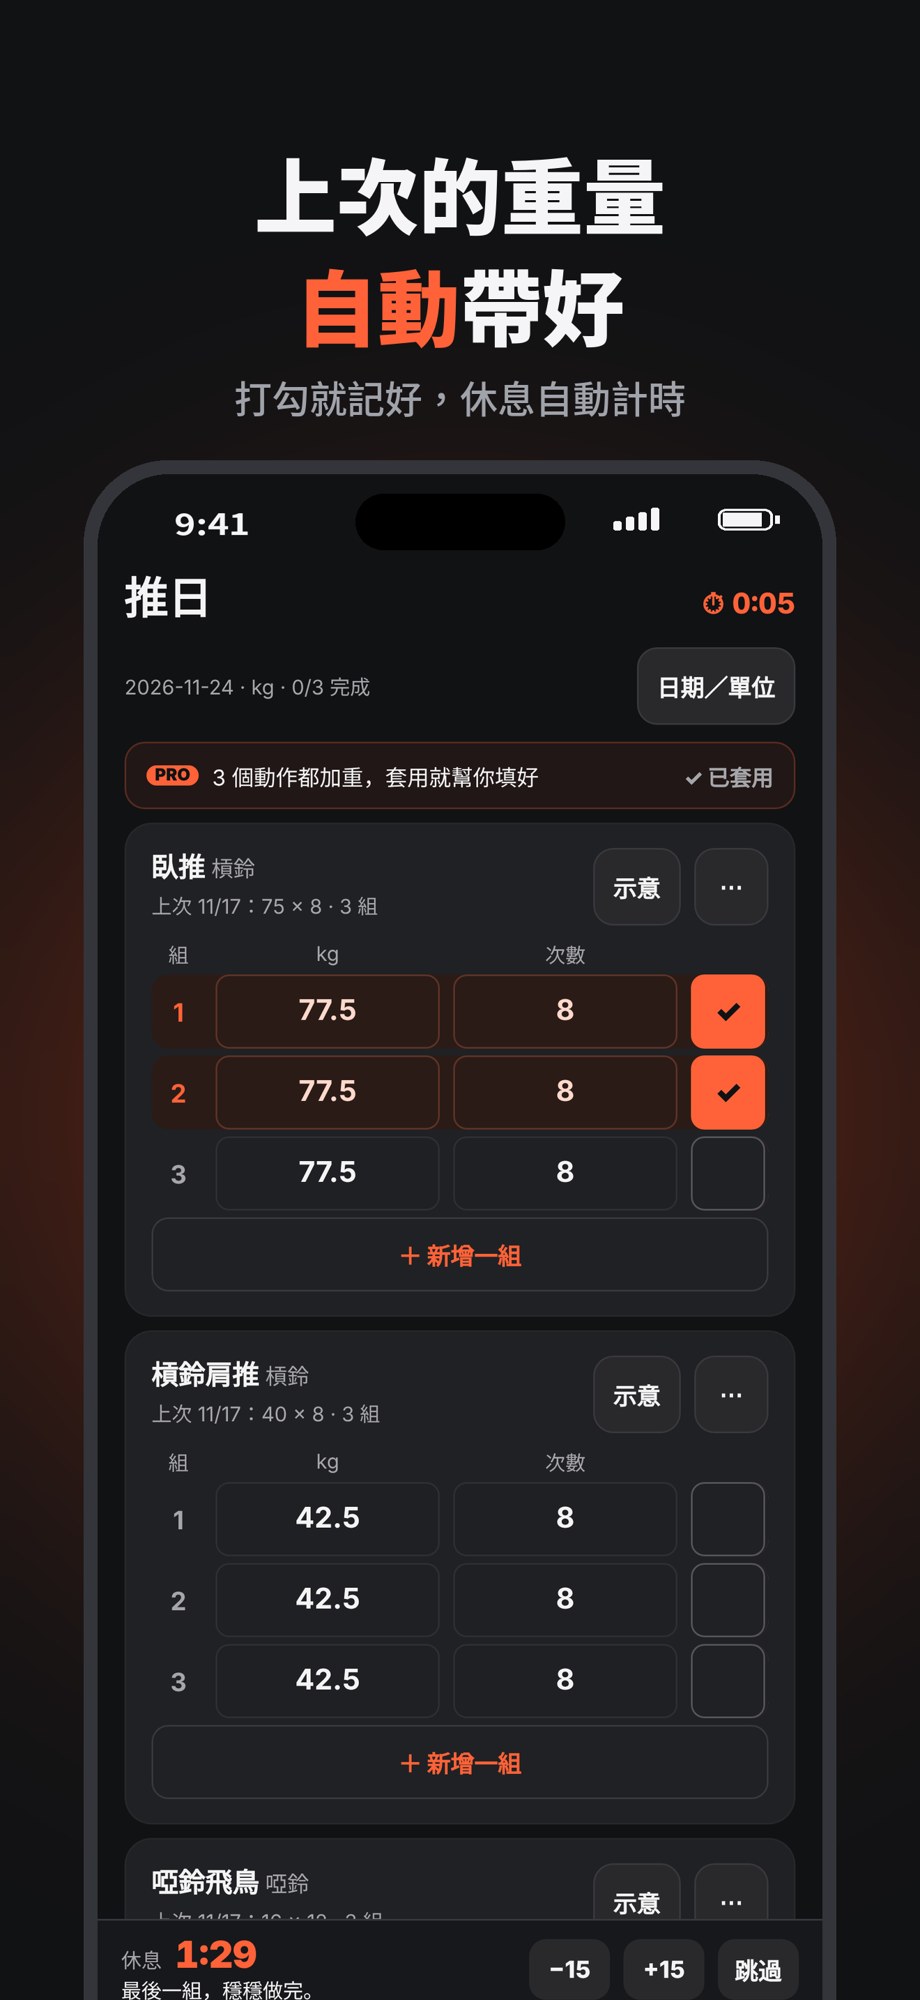 上次的重量
自動帶好
打勾就記好，休息自動計時
9:41
推日
0:05
2026-11-24 · kg · 0/3 完成
日期／單位
PRO 3 個動作都加重，套用就幫你填好 ✓ 已套用
臥推 槓鈴
示意 ···
上次 11/17：75 × 8 · 3 組
組 kg 次數
1 77.5 8 ✓
2 77.5 8 ✓
3 77.5 8
＋ 新增一組
槓鈴肩推 槓鈴
示意 ···
上次 11/17：40 × 8 · 3 組
組 kg 次數
1 42.5 8
2 42.5 8
3 42.5 8
＋ 新增一組
啞鈴飛鳥 啞鈴
示意 ···
休息 1:29
−15 +15 跳過
最後一組，穩穩做完。